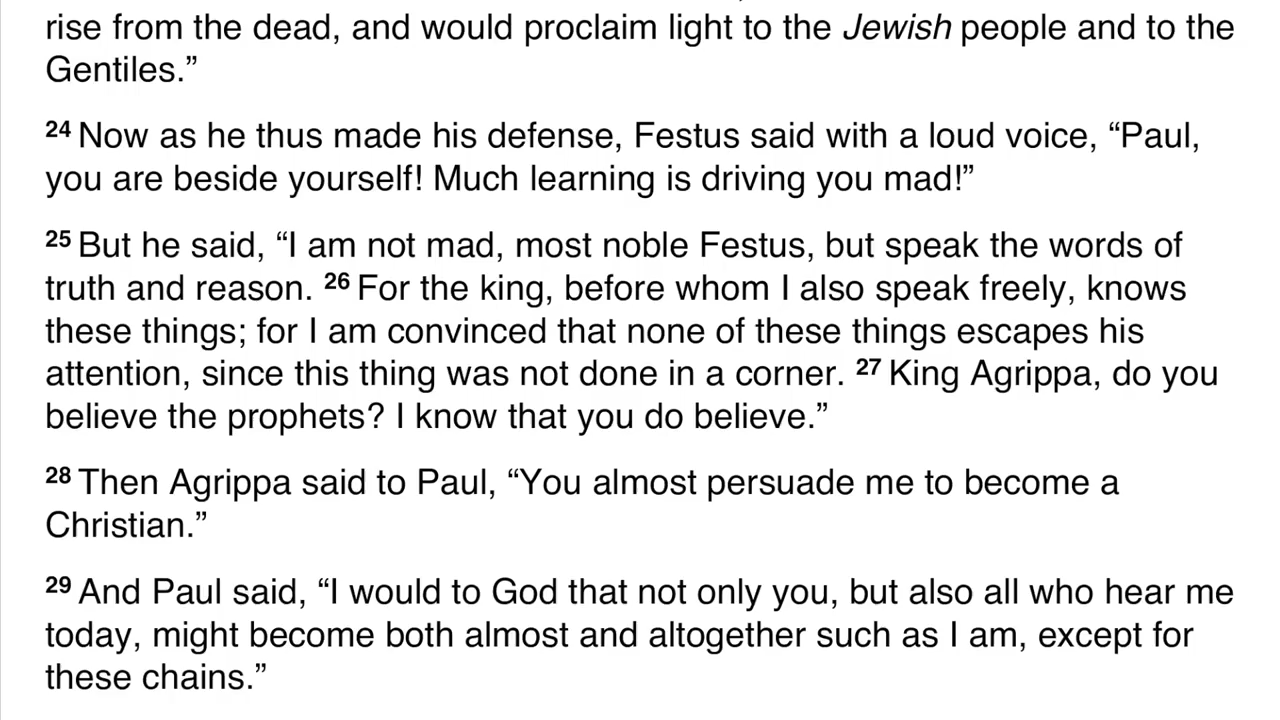 rise from the dead, and would proclaim light to the Jewish people and to the
Gentiles.”
24 Now as he thus made his defense, Festus said with a loud voice, “Paul,
you are beside yourself! Much learning is driving you mad!”
25 But he said, “I am not mad, most noble Festus, but speak the words of
truth and reason. 26 For the king, before whom I also speak freely, knows
these things; for I am convinced that none of these things escapes his
attention, since this thing was not done in a corner. 27 King Agrippa, do you
believe the prophets? I know that you do believe.”
28 Then Agrippa said to Paul, “You almost persuade me to become a
Christian.”
29 And Paul said, “I would to God that not only you, but also all who hear me
today, might become both almost and altogether such as I am, except for
these chains.”